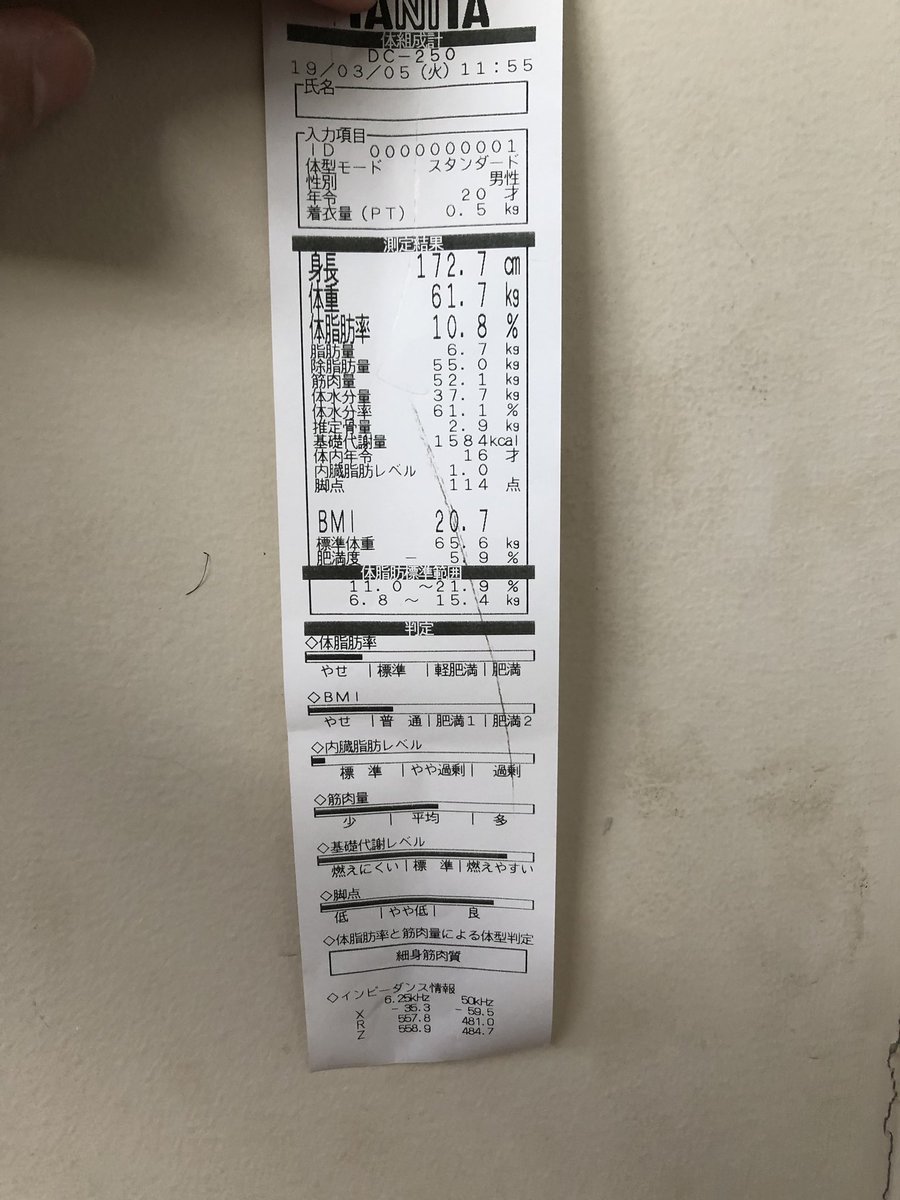 TANITA
体組成計
DC-250
19/03/05(火)11:55
氏名
入力項目
ID 0000000001
体型モード スタンダード
性別 男性
年令 20 才
着衣量(PT) 0.5 kg
測定結果
身長 172.7 cm
体重 61.7 kg
体脂肪率 10.8 %
脂肪量 6.7 kg
除脂肪量 55.0 kg
筋肉量 52.1 kg
体水分量 37.7 kg
体水分率 61.1 %
推定骨量 2.9 kg
基礎代謝量 1584kcal
体内年令 16 才
内臓脂肪レベル 1.0
脚点 114 点
BMI 20.7
標準体重 65.6 kg
肥満度 － 5.9 %
体脂肪標準範囲
11.0 ～21.9 %
6.8 ～ 15.4 kg
判定
◇体脂肪率
やせ |標準 |軽肥満|肥満
◇BMI
やせ |普 通|肥満1|肥満2
◇内臓脂肪レベル
標 準 |やや過剰| 過剰
◇筋肉量
少 | 平均 | 多
◇基礎代謝レベル
燃えにくい|標 準|燃えやすい
◇脚点
低 |やや低| 良
◇体脂肪率と筋肉量による体型判定
細身筋肉質
◇インピーダンス情報
6.25kHz 50kHz
X －35.3 －59.5
R 557.8 481.0
Z 558.9 484.7